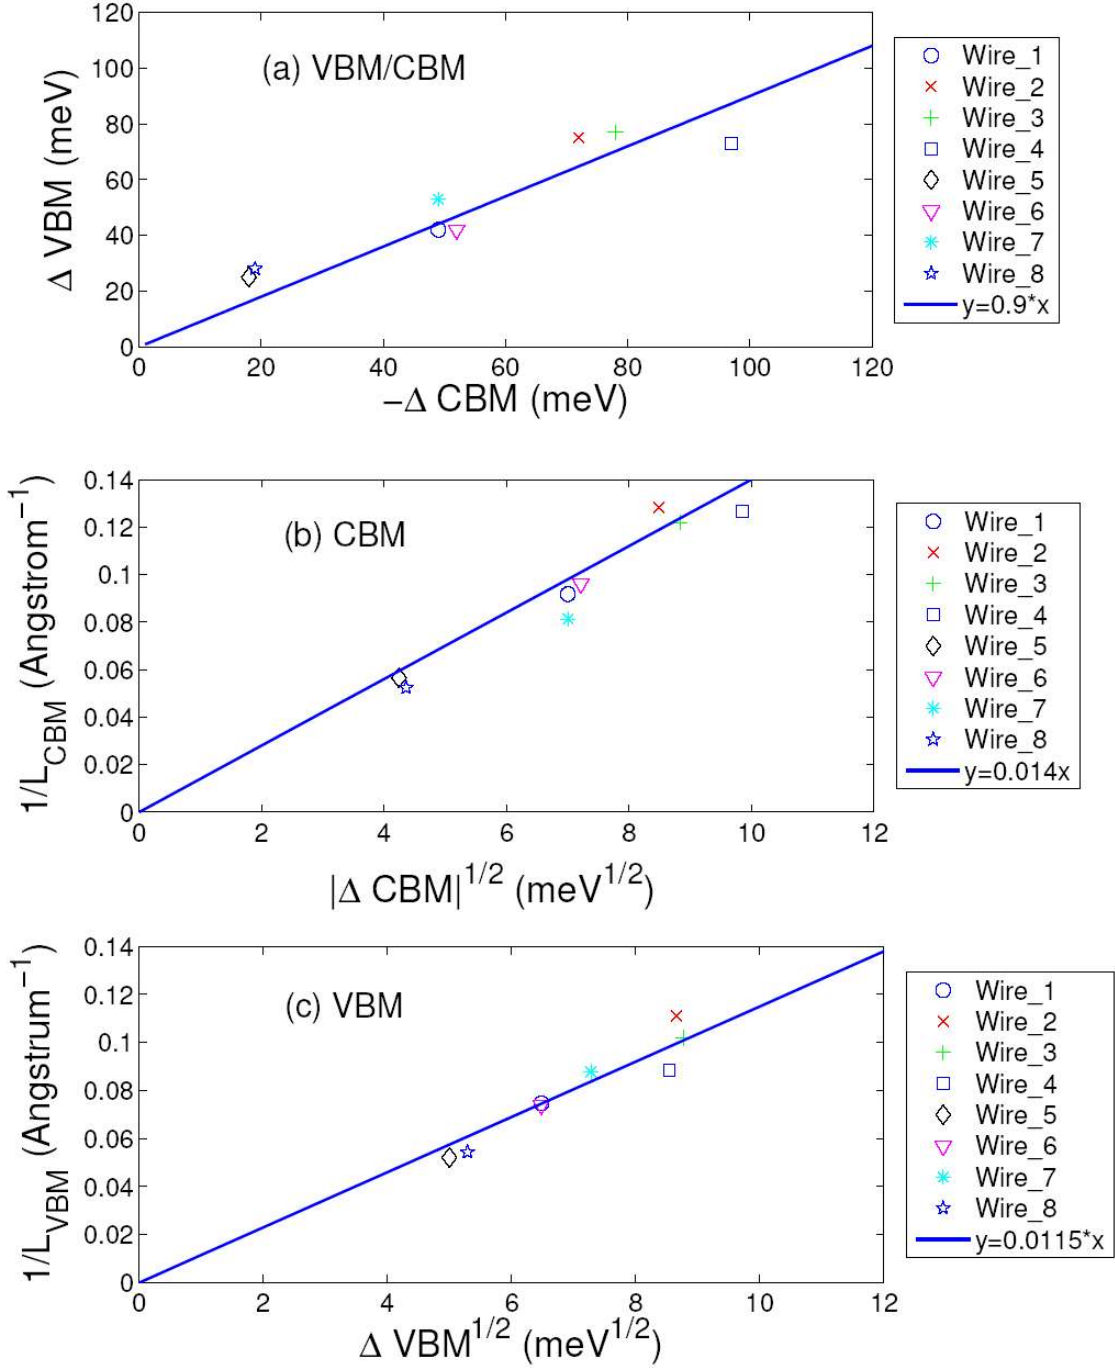 (a) VBM/CBM
Δ VBM (meV)
120
100
80
60
40
20
0
0 20 40 60 80 100 120
−Δ CBM (meV)
Wire_1
Wire_2
Wire_3
Wire_4
Wire_5
Wire_6
Wire_7
Wire_8
y=0.9*x
(b) CBM
1/L_CBM (Angstrom⁻¹)
0.14
0.12
0.1
0.08
0.06
0.04
0.02
0
0 2 4 6 8 10 12
|Δ CBM|^1/2 (meV^1/2)
Wire_1
Wire_2
Wire_3
Wire_4
Wire_5
Wire_6
Wire_7
Wire_8
y=0.014x
(c) VBM
1/L_VBM (Angstrum⁻¹)
0.14
0.12
0.1
0.08
0.06
0.04
0.02
0
0 2 4 6 8 10 12
Δ VBM^1/2 (meV^1/2)
Wire_1
Wire_2
Wire_3
Wire_4
Wire_5
Wire_6
Wire_7
Wire_8
y=0.0115*x